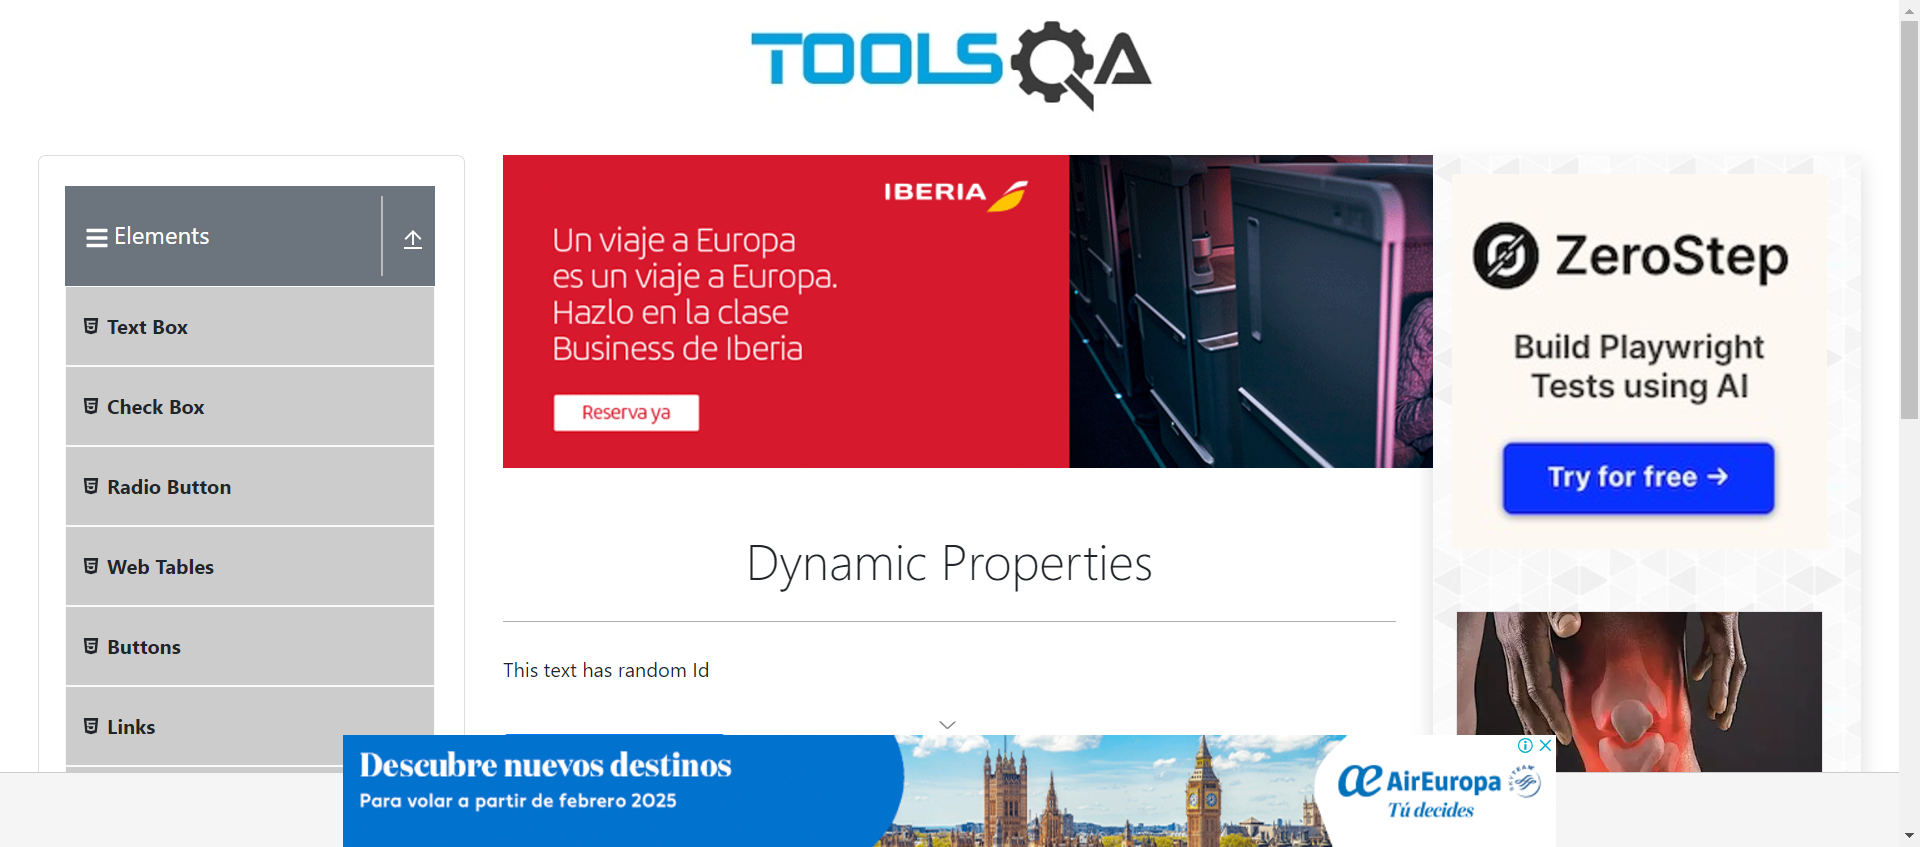 TOOLSQA
Elements
Text Box
Check Box
Radio Button
Web Tables
Buttons
Links
IBERIA
Un viaje a Europa
es un viaje a Europa.
Hazlo en la clase
Business de Iberia
Reserva ya
Dynamic Properties
This text has random Id
ZeroStep
Build Playwright
Tests using AI
Try for free →
Descubre nuevos destinos
Para volar a partir de febrero 2025
AirEuropa
Tú decides